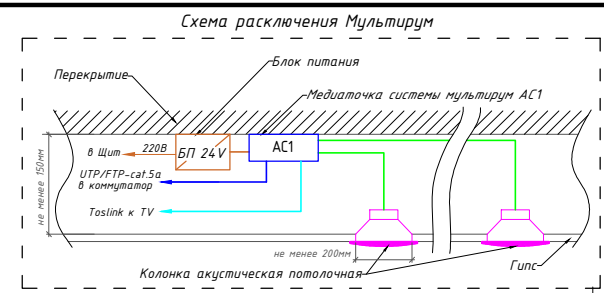 Схема расключения Мультирум
Блок питания
Перекрытие
Медиаточка системы мультирум АС1
в Щит
220В
БП 24V
АС1
UTP/FTP-cat.5a
в коммутатор
не менее 150мм
Toslink к TV
не менее 200мм
Гипс
Колонка акустическая потолочная